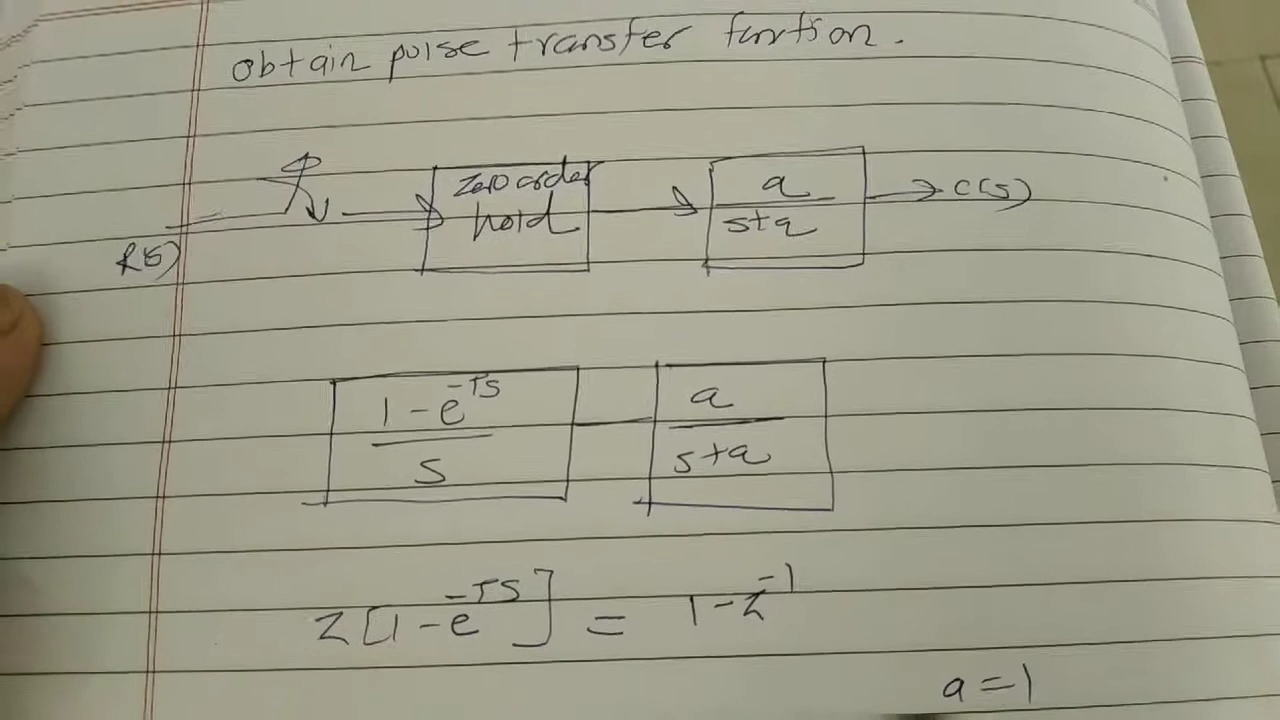 obtain pulse transfer function.
R(s)
zero order
hold
a
s+a
C(s)
1-e^-TS
s
a
s+a
Z[1-e^-TS] = 1-z^-1
a=1